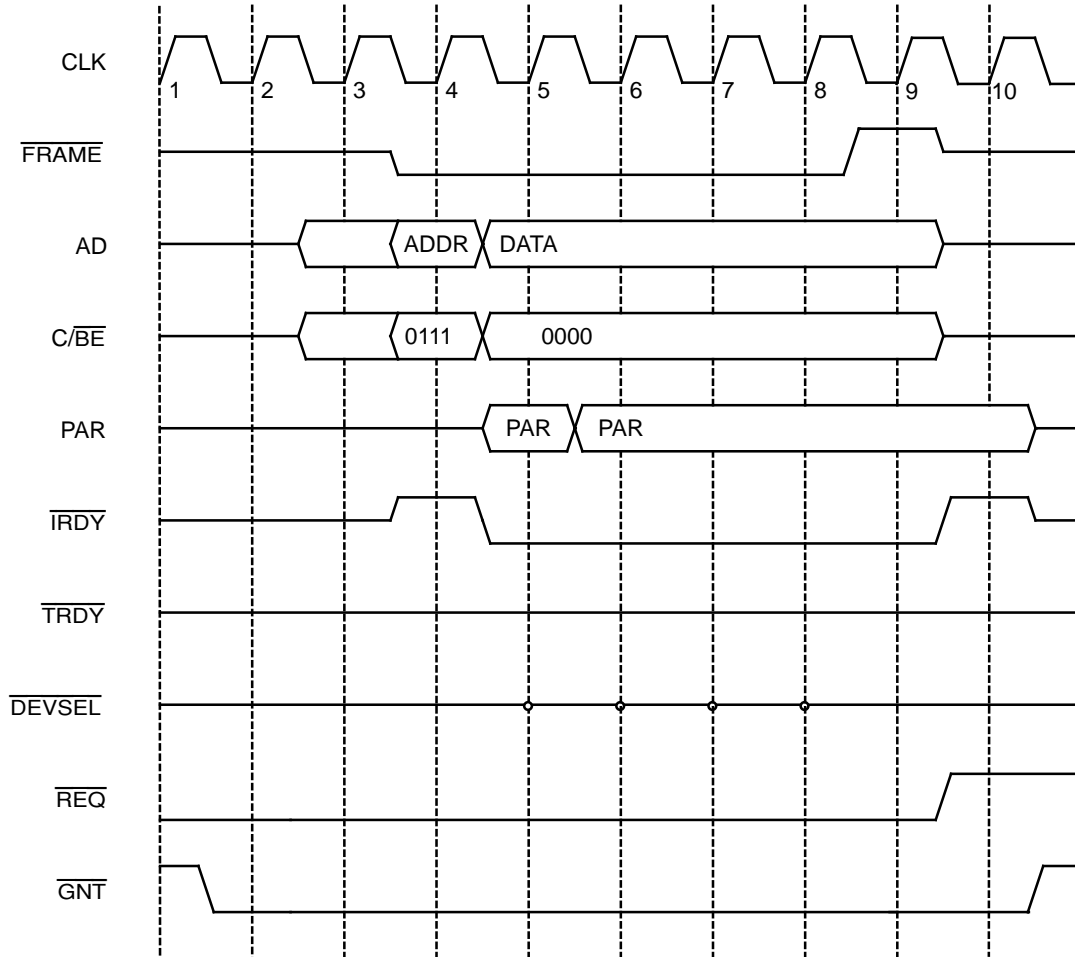 CLK
1 2 3 4 5 6 7 8 9 10
FRAME
AD ADDR DATA
C/BE 0111 0000
PAR PAR PAR
IRDY
TRDY
DEVSEL
REQ
GNT